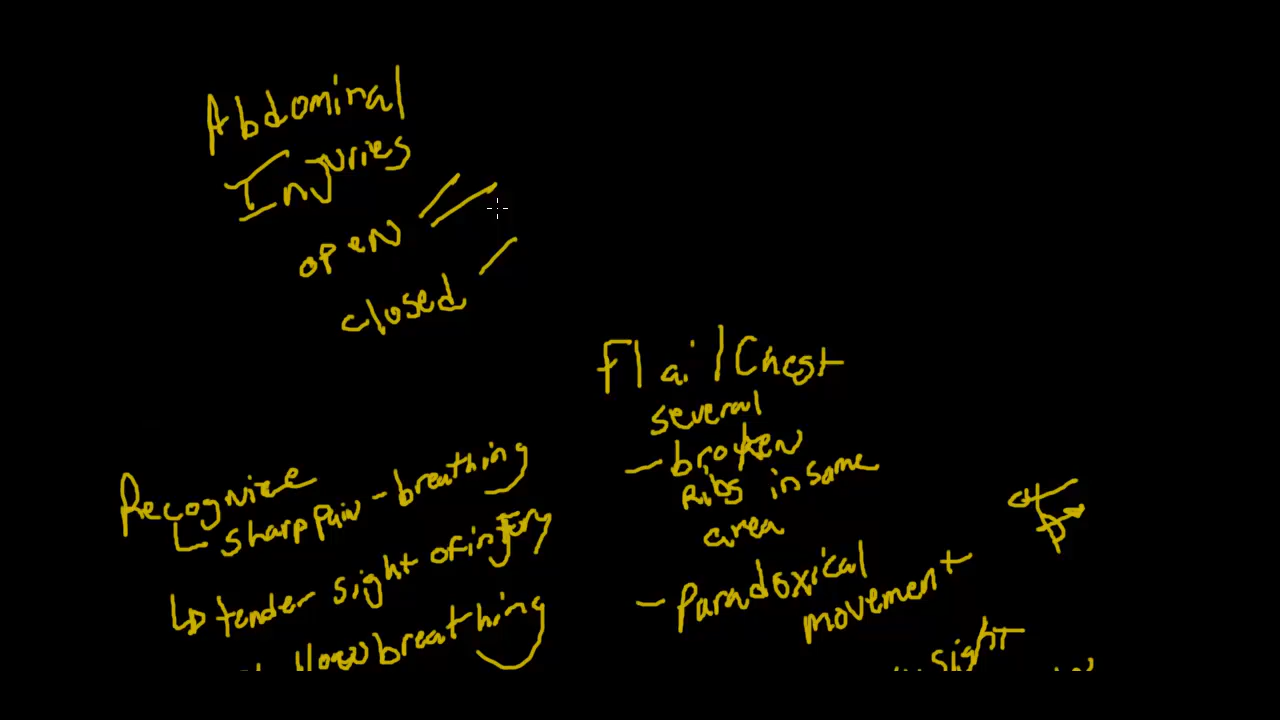 Abdominal
Injuries
open
closed
Flail Chest
several
- broken
Ribs in same
area
- Paradoxical
movement
Recognize
sharp pain - breathing
tender sight of injury
breathing
sight